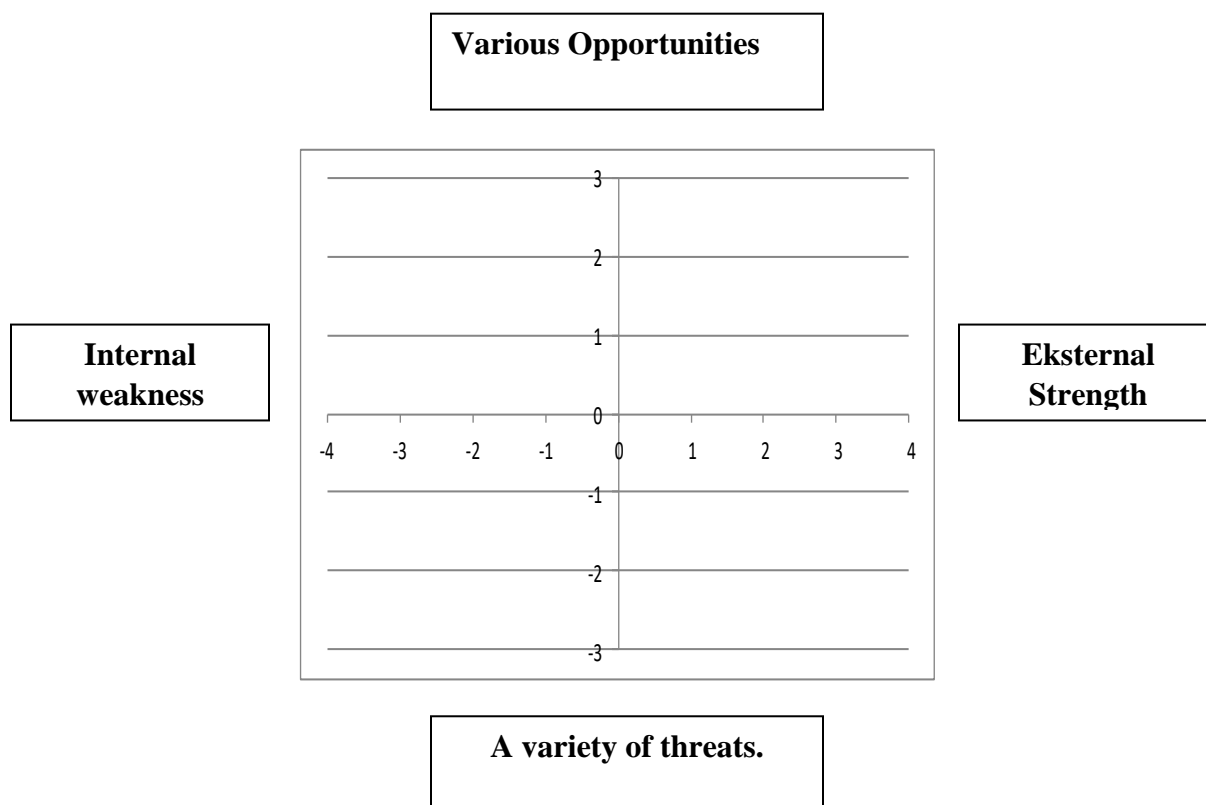 Various Opportunities
3
2
1
Internal
weakness
Eksternal
Strength
0
-4 -3 -2 -1 0 1 2 3 4
-1
-2
-3
A variety of threats.